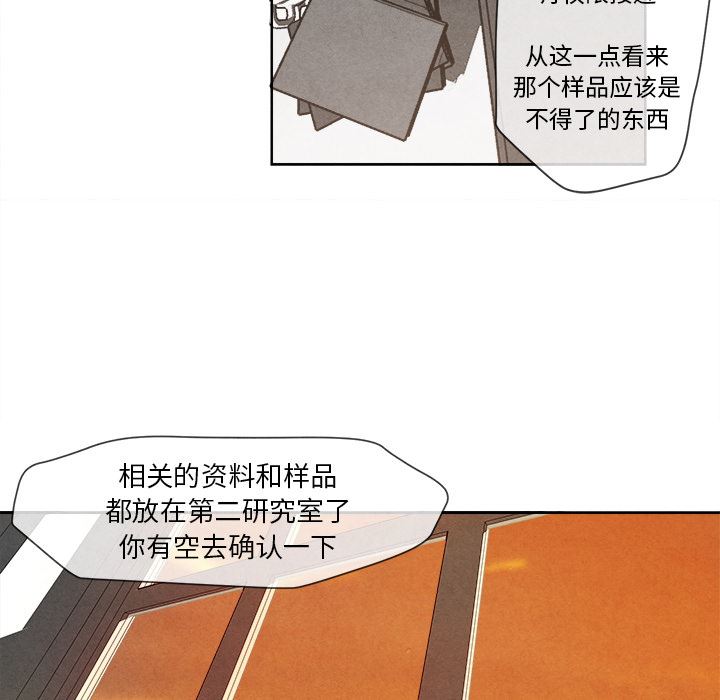 从这一点看来
那个样品应该是
不得了的东西
相关的资料和样品
都放在第二研究室了
你有空去确认一下